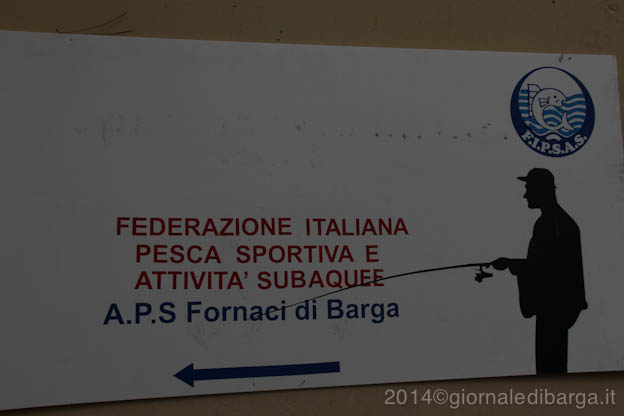 F.I.P.S.A.S.
FEDERAZIONE ITALIANA
PESCA SPORTIVA E
ATTIVITA' SUBAQUEE
A.P.S Fornaci di Barga
2014©giornaledibarga.it